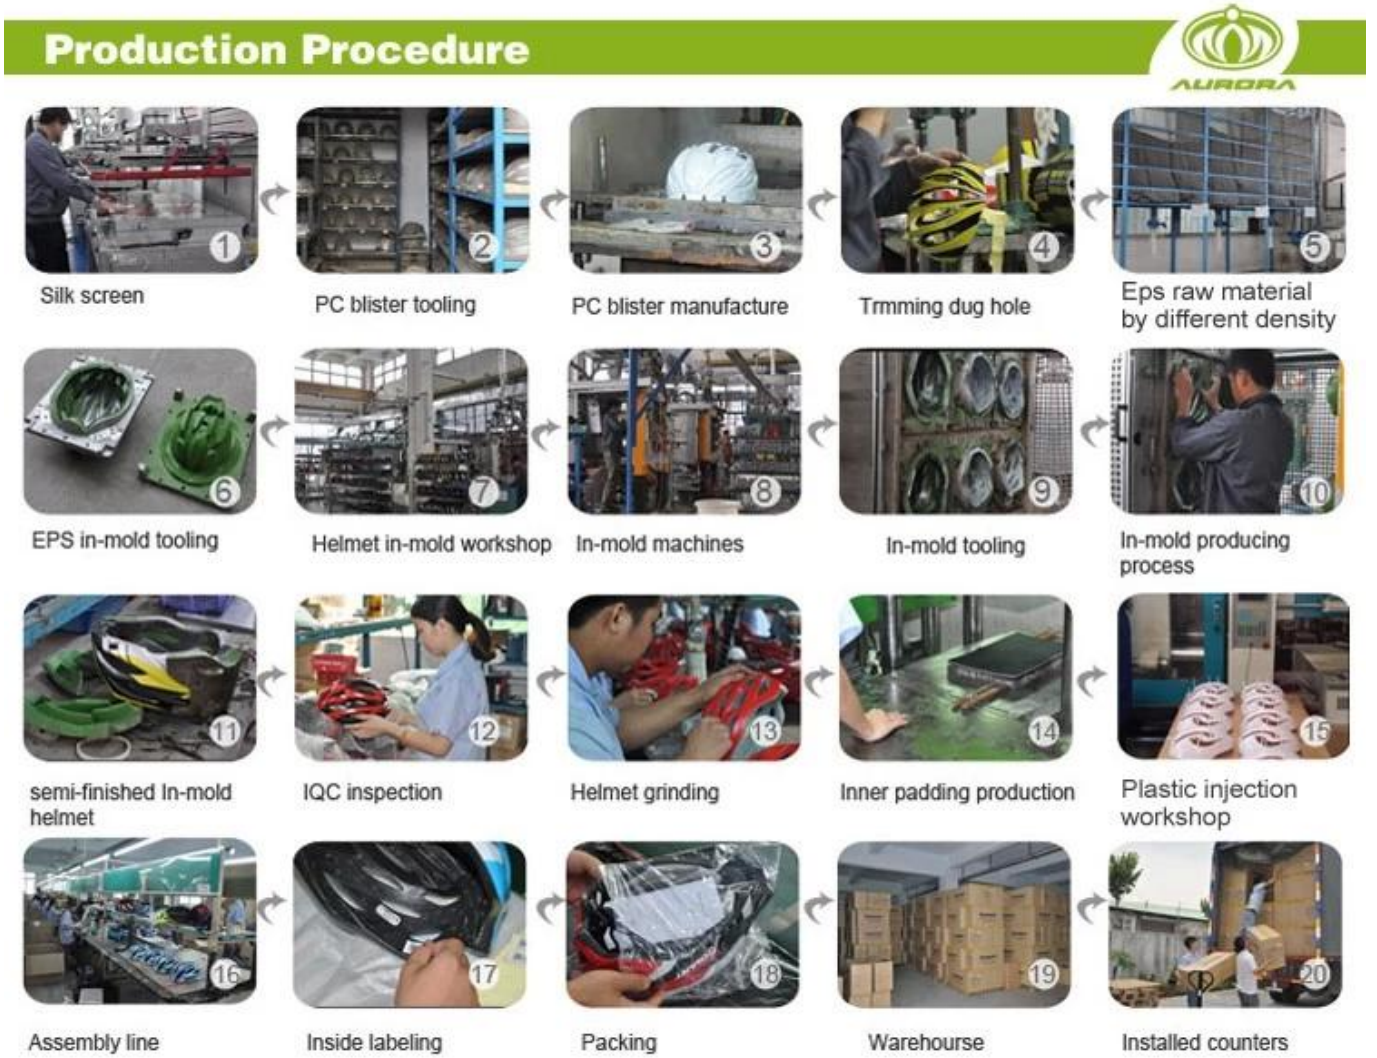 Production Procedure
AURORA
1
2
3
4
5
Silk screen
PC blister tooling
PC blister manufacture
Trmming dug hole
Eps raw material
by different density
6
7
8
9
10
EPS in-mold tooling
Helmet in-mold workshop
In-mold machines
In-mold tooling
In-mold producing
process
11
12
13
14
15
semi-finished In-mold
helmet
IQC inspection
Helmet grinding
Inner padding production
Plastic injection
workshop
16
17
18
19
20
Assembly line
Inside labeling
Packing
Warehourse
Installed counters